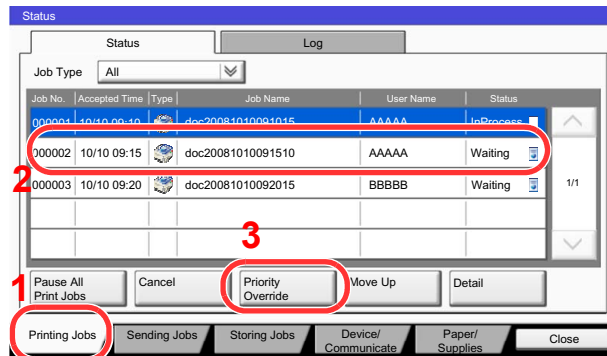 Status
Status Log
Job Type All
Job No. Accepted Time Type Job Name User Name Status
000001 10/10 09:10 doc20081010091015 AAAAA InProcess
000002 10/10 09:15 doc20081010091510 AAAAA Waiting
2
000003 10/10 09:20 doc20081010092015 BBBBB Waiting 1/1
3
1
Pause All Print Jobs Cancel Priority Override Move Up Detail
Printing Jobs Sending Jobs Storing Jobs Device/ Communicate Paper/ Supplies Close